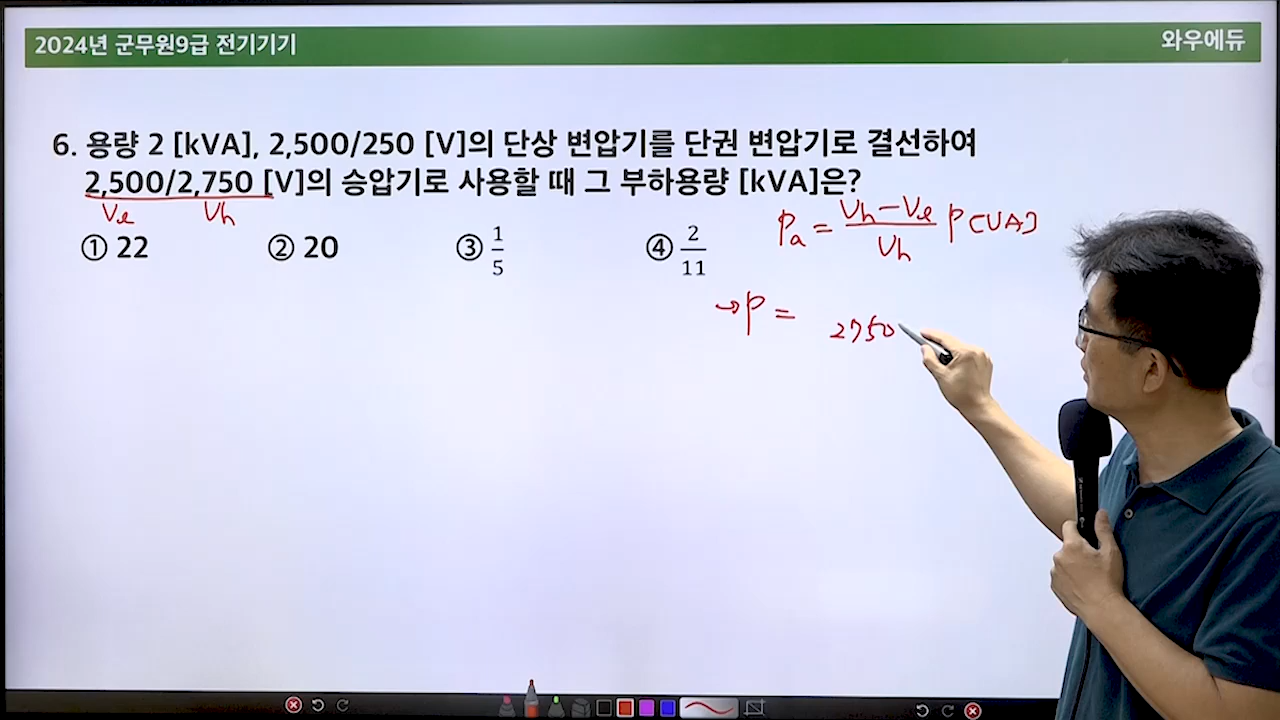 2024년 군무원9급 전기기기
와우에듀
6. 용량 2 [kVA], 2,500/250 [V]의 단상 변압기를 단권 변압기로 결선하여
2,500/2,750 [V]의 승압기로 사용할 때 그 부하용량 [kVA]은?
Vℓ Vh
① 22 ② 20 ③ 1/5 ④ 2/11
Pa = (Vh - Vℓ)/Vh P [VA]
→ P = 2750